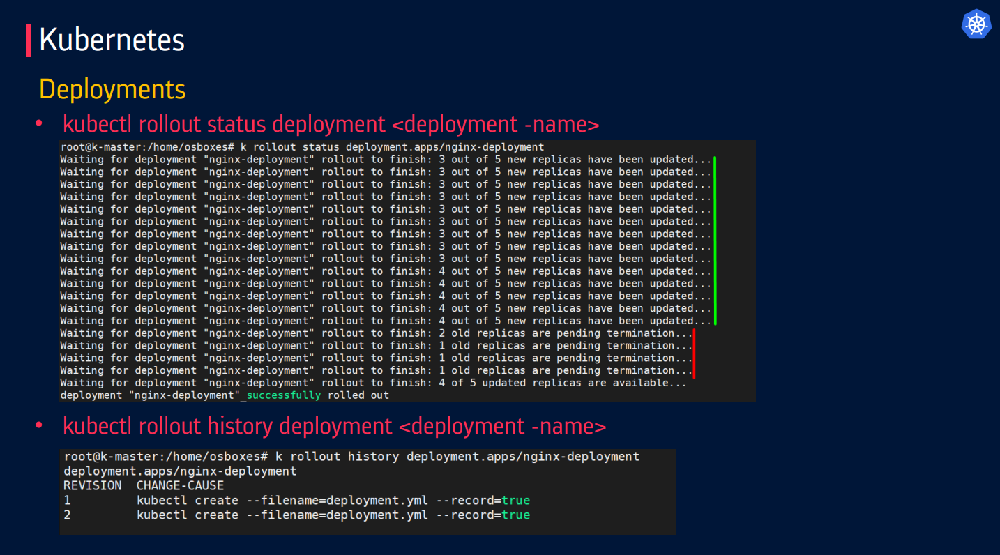 Kubernetes
Deployments
• kubectl rollout status deployment <deployment -name>
root@k-master:/home/osboxes# k rollout status deployment.apps/nginx-deployment
Waiting for deployment "nginx-deployment" rollout to finish: 3 out of 5 new replicas have been updated...
Waiting for deployment "nginx-deployment" rollout to finish: 3 out of 5 new replicas have been updated...
Waiting for deployment "nginx-deployment" rollout to finish: 3 out of 5 new replicas have been updated...
Waiting for deployment "nginx-deployment" rollout to finish: 3 out of 5 new replicas have been updated...
Waiting for deployment "nginx-deployment" rollout to finish: 3 out of 5 new replicas have been updated...
Waiting for deployment "nginx-deployment" rollout to finish: 3 out of 5 new replicas have been updated...
Waiting for deployment "nginx-deployment" rollout to finish: 3 out of 5 new replicas have been updated...
Waiting for deployment "nginx-deployment" rollout to finish: 3 out of 5 new replicas have been updated...
Waiting for deployment "nginx-deployment" rollout to finish: 3 out of 5 new replicas have been updated...
Waiting for deployment "nginx-deployment" rollout to finish: 4 out of 5 new replicas have been updated...
Waiting for deployment "nginx-deployment" rollout to finish: 4 out of 5 new replicas have been updated...
Waiting for deployment "nginx-deployment" rollout to finish: 4 out of 5 new replicas have been updated...
Waiting for deployment "nginx-deployment" rollout to finish: 4 out of 5 new replicas have been updated...
Waiting for deployment "nginx-deployment" rollout to finish: 4 out of 5 new replicas have been updated...
Waiting for deployment "nginx-deployment" rollout to finish: 2 old replicas are pending termination...
Waiting for deployment "nginx-deployment" rollout to finish: 1 old replicas are pending termination...
Waiting for deployment "nginx-deployment" rollout to finish: 1 old replicas are pending termination...
Waiting for deployment "nginx-deployment" rollout to finish: 1 old replicas are pending termination...
Waiting for deployment "nginx-deployment" rollout to finish: 4 of 5 updated replicas are available...
deployment "nginx-deployment"_successfully rolled out
• kubectl rollout history deployment <deployment -name>
root@k-master:/home/osboxes# k rollout history deployment.apps/nginx-deployment
deployment.apps/nginx-deployment
REVISION CHANGE-CAUSE
1 kubectl create --filename=deployment.yml --record=true
2 kubectl create --filename=deployment.yml --record=true